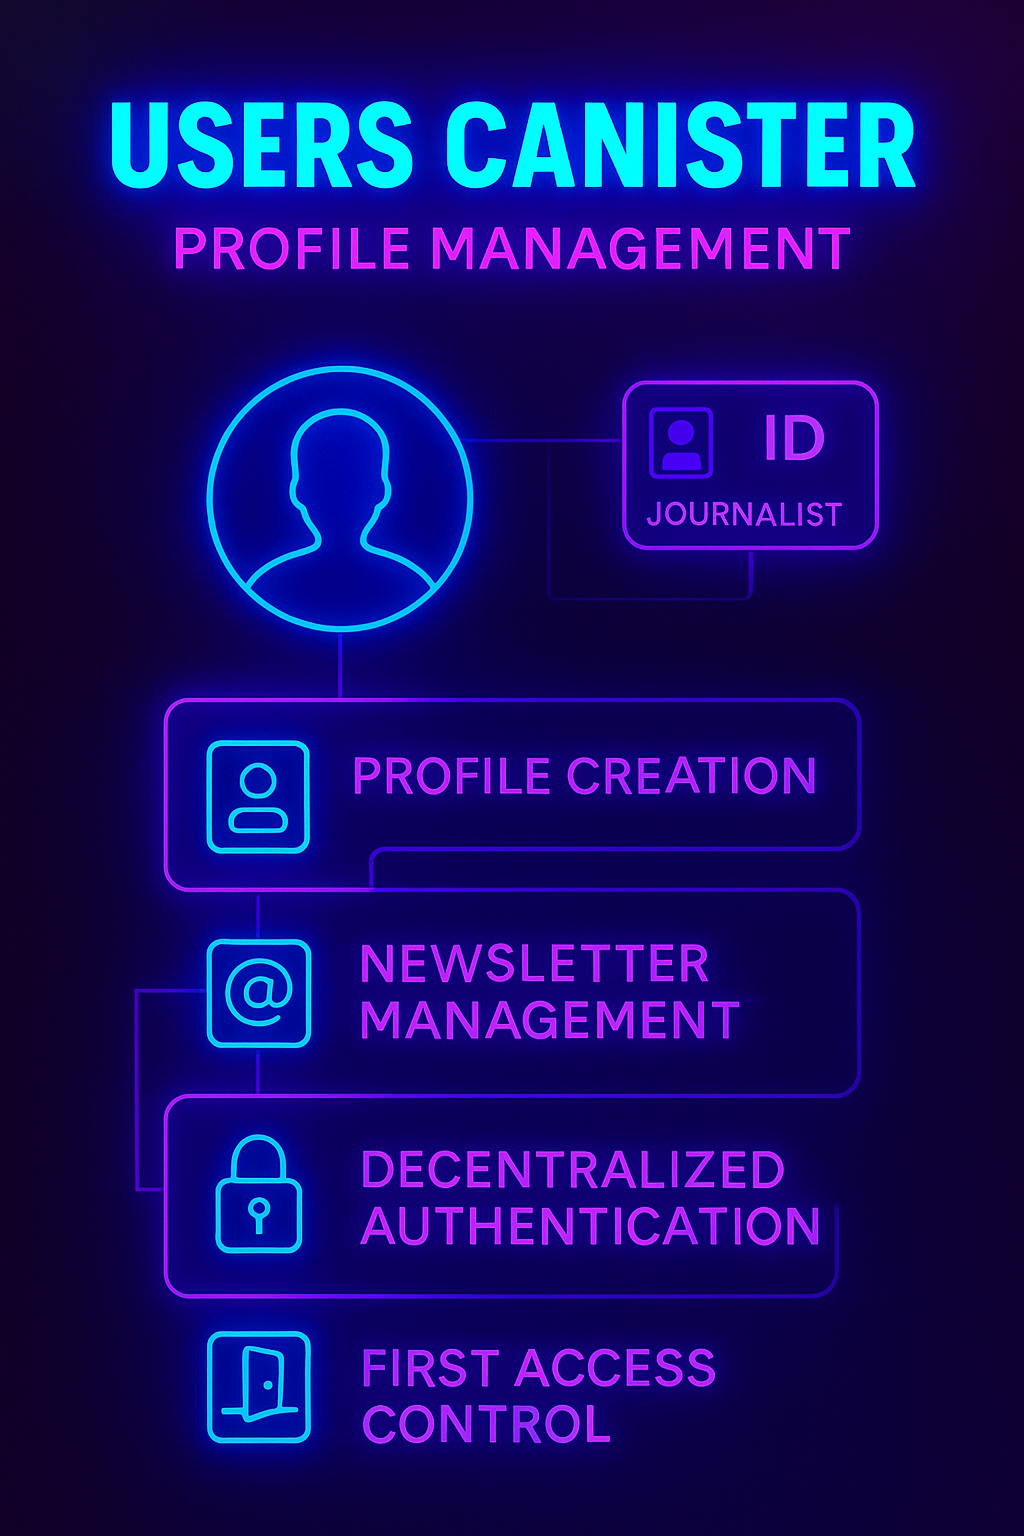 USERS CANISTER
PROFILE MANAGEMENT
ID
JOURNALIST
PROFILE CREATION
@
NEWSLETTER
MANAGEMENT
DECENTRALIZED
AUTHENTICATION
FIRST ACCESS
CONTROL